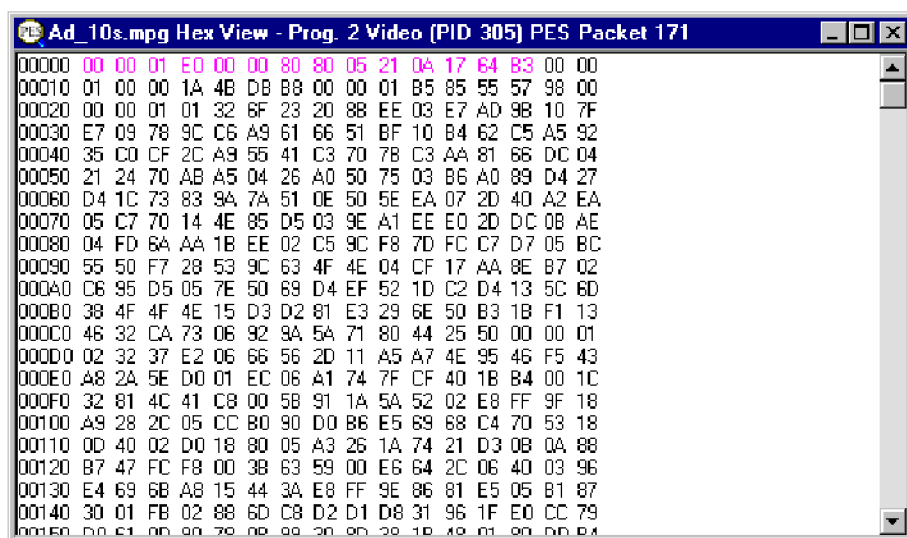 PES Ad_10s.mpg Hex View - Prog. 2 Video (PID 305) PES Packet 171
00000 00 00 01 E0 00 00 80 80 05 21 0A 17 64 B3 00 00
00010 01 00 00 1A 4B DB B8 00 00 01 B5 85 55 57 98 00
00020 00 00 01 01 32 6F 23 20 88 EE 03 E7 AD 9B 10 7F
00030 E7 09 78 9C C6 A9 61 66 51 BF 10 B4 62 C5 A5 92
00040 35 C0 CF 2C A9 55 41 C3 70 7B C3 AA 81 66 DC 04
00050 21 24 70 AB A5 04 26 A0 50 75 03 B6 A0 89 D4 27
00060 D4 1C 73 83 9A 7A 51 0E 50 5E EA 07 2D 40 A2 EA
00070 05 C7 70 14 4E 85 D5 03 9E A1 EE E0 2D DC 0B AE
00080 04 FD 6A AA 1B EE 02 C5 9C F8 7D FC C7 D7 05 BC
00090 55 50 F7 28 53 9C 63 4F 4E 04 CF 17 AA 8E B7 02
000A0 C6 95 D5 05 7E 50 69 D4 EF 52 1D C2 D4 13 5C 6D
000B0 38 4F 4F 4E 15 D3 D2 81 E3 29 6E 50 B3 1B F1 13
000C0 46 32 CA 73 06 92 9A 5A 71 80 44 25 50 00 00 01
000D0 02 32 37 E2 06 66 56 2D 11 A5 A7 4E 95 46 F5 43
000E0 A8 2A 5E D0 01 EC 06 A1 74 7F CF 40 1B B4 00 1C
000F0 32 81 4C 41 C8 00 5B 91 1A 5A 52 02 E8 FF 9F 18
00100 A9 28 2C 05 CC B0 90 D0 B6 E5 69 68 C4 70 53 18
00110 0D 40 02 D0 18 80 05 A3 26 1A 74 21 D3 0B 0A 88
00120 B7 47 FC F8 00 3B 63 59 00 E6 64 2C 06 40 03 96
00130 E4 69 6B A8 15 44 3A E8 FF 9E 86 81 E5 05 B1 87
00140 30 01 FB 02 88 6D C8 D2 D1 D8 31 96 1F E0 CC 79